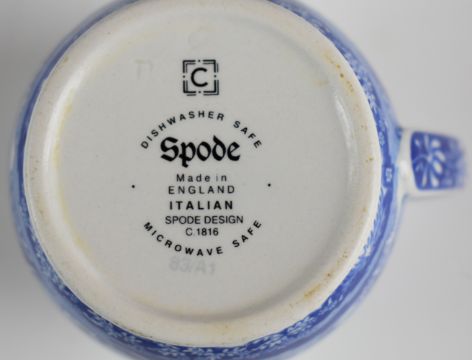 C
DISHWASHER SAFE
Spode
Made in
ENGLAND
ITALIAN
SPODE DESIGN
C.1816
MICROWAVE SAFE